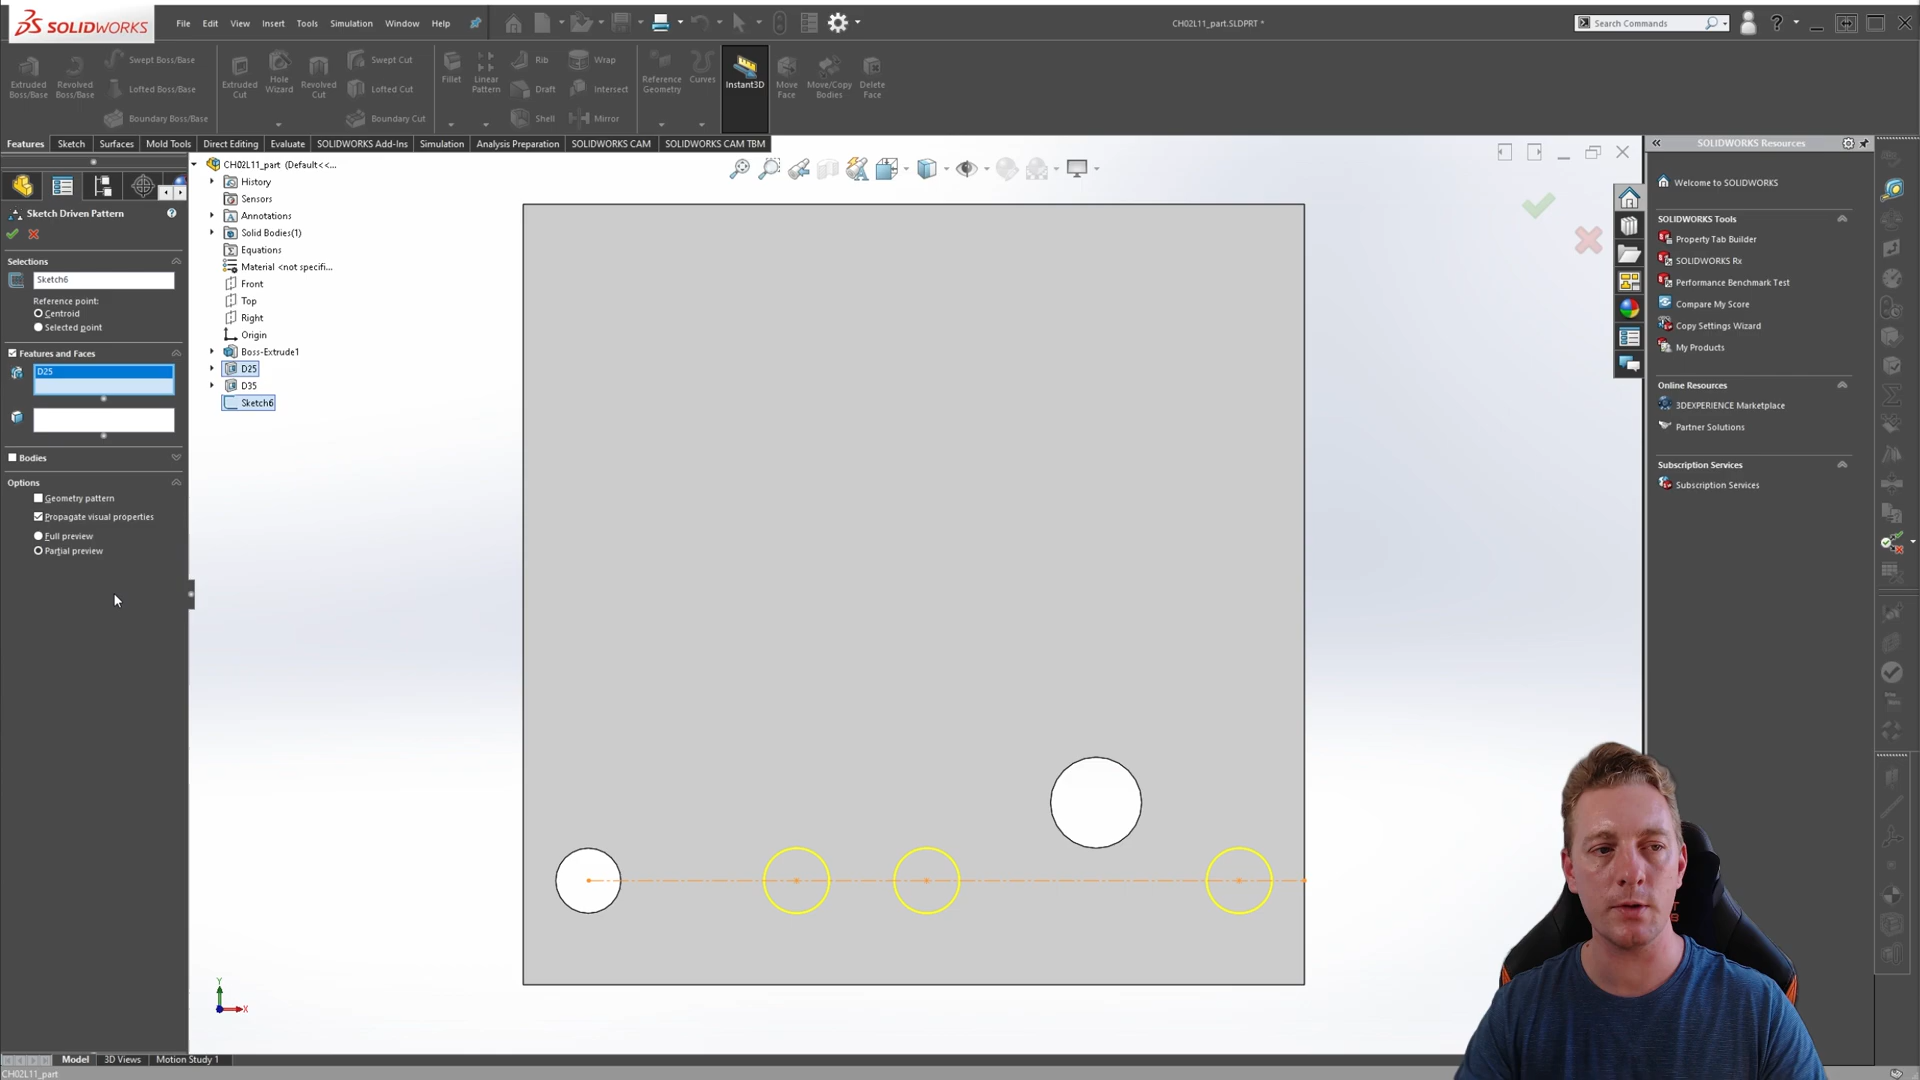 SOLIDWORKS
File Edit View Insert Tools Simulation Window Help
CH02L11_part.SLDPRT *
Search Commands
Extruded Boss/Base
Revolved Boss/Base
Swept Boss/Base
Lofted Boss/Base
Boundary Boss/Base
Extruded Cut
Hole Wizard
Revolved Cut
Swept Cut
Lofted Cut
Boundary Cut
Fillet
Linear Pattern
Rib
Draft
Shell
Wrap
Intersect
Mirror
Reference Geometry
Curves
Instant3D
Move Face
Move/Copy Bodies
Delete Face
Features Sketch Surfaces Mold Tools Direct Editing Evaluate SOLIDWORKS Add-Ins Simulation Analysis Preparation SOLIDWORKS CAM SOLIDWORKS CAM TBM
Sketch Driven Pattern
Selections
Sketch6
Reference point:
Centroid
Selected point
Features and Faces
D25
Bodies
Options
Geometry pattern
Propagate visual properties
Full preview
Partial preview
CH02L11_part (Default<<...
History
Sensors
Annotations
Solid Bodies(1)
Equations
Material <not specifi...
Front
Top
Right
Origin
Boss-Extrude1
D25
D35
Sketch6
Y
X
SOLIDWORKS Resources
Welcome to SOLIDWORKS
SOLIDWORKS Tools
Property Tab Builder
SOLIDWORKS Rx
Performance Benchmark Test
Compare My Score
Copy Settings Wizard
My Products
Online Resources
3DEXPERIENCE Marketplace
Partner Solutions
Subscription Services
Subscription Services
Model 3D Views Motion Study 1
CH02L11_part